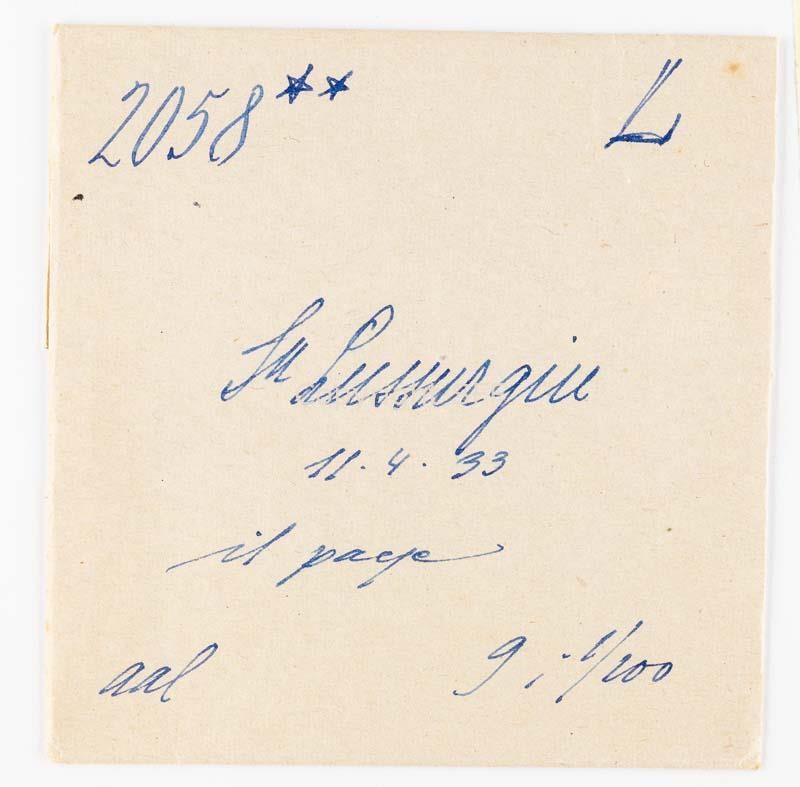 2058** L
Su Lussurgiu
11 · 4 · 33
il paese
aal 9 ; 1/100